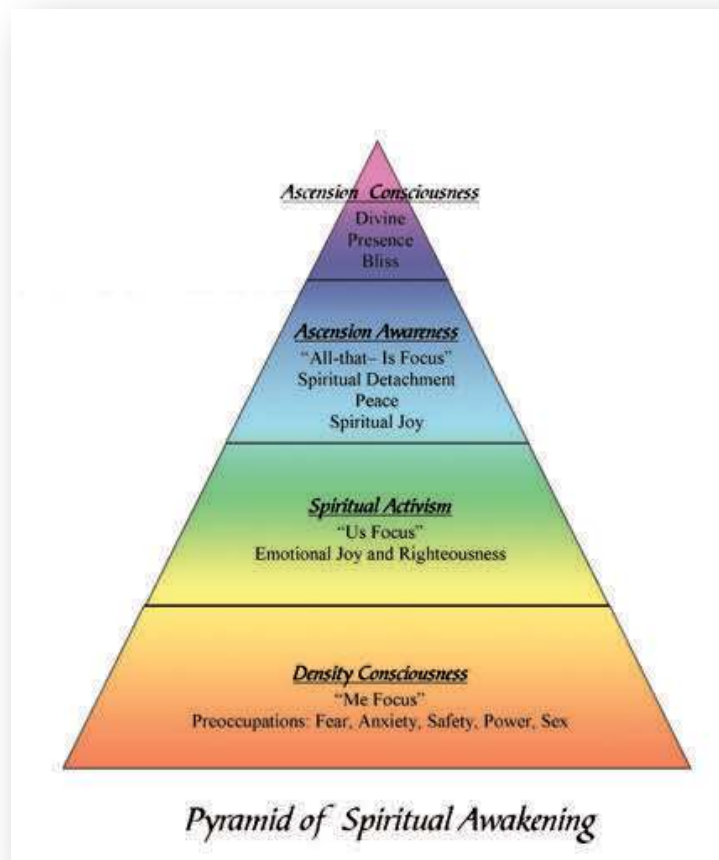 Ascension Consciousness
Divine
Presence
Bliss
Ascension Awareness
“All-that– Is Focus”
Spiritual Detachment
Peace
Spiritual Joy
Spiritual Activism
“Us Focus”
Emotional Joy and Righteousness
Density Consciousness
“Me Focus”
Preoccupations: Fear, Anxiety, Safety, Power, Sex
Pyramid of Spiritual Awakening